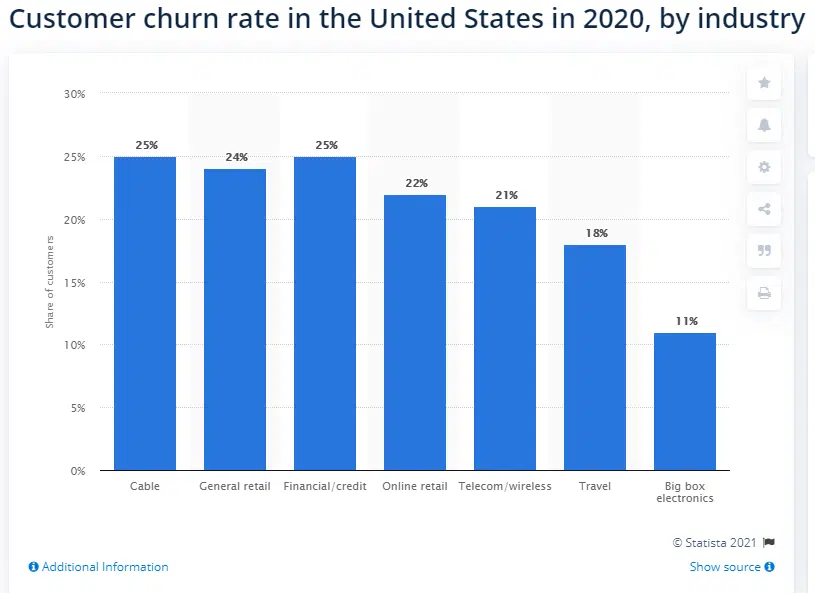 Customer churn rate in the United States in 2020, by industry
30%
25%
20%
15%
10%
5%
0%
Share of customers
25%
24%
25%
22%
21%
18%
11%
Cable
General retail
Financial/credit
Online retail
Telecom/wireless
Travel
Big box
electronics
© Statista 2021
Additional Information
Show source